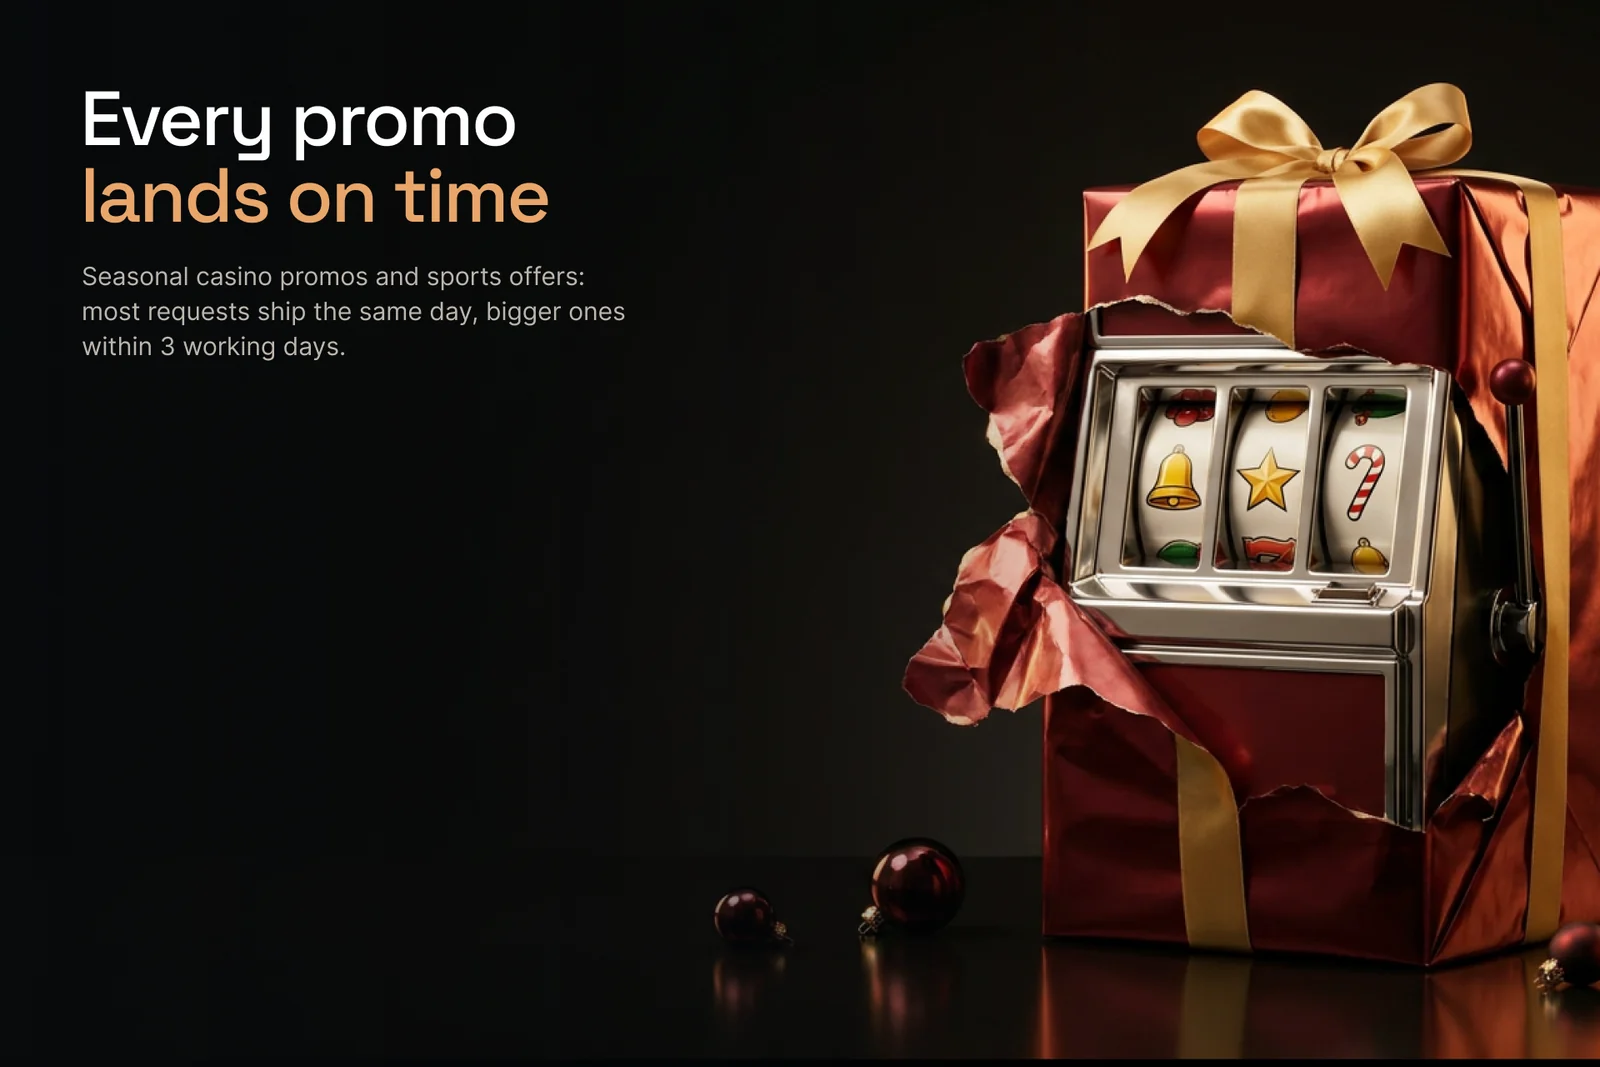 Every promo
lands on time
Seasonal casino promos and sports offers:
most requests ship the same day, bigger ones
within 3 working days.